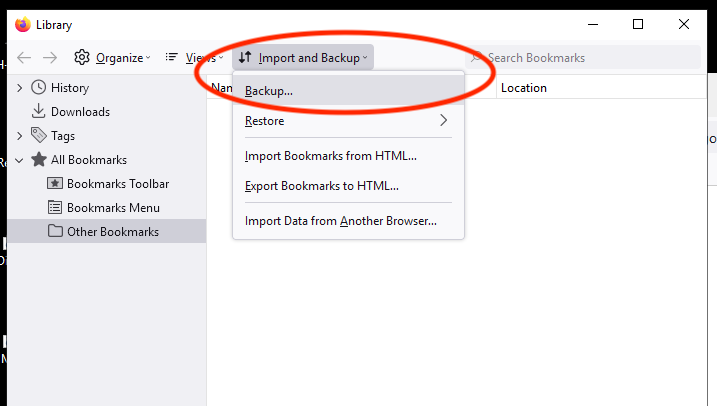 Library
Organize
Views
Import and Backup
Search Bookmarks
Location
Backup...
Restore
Import Bookmarks from HTML...
Export Bookmarks to HTML...
Import Data from Another Browser...
History
Downloads
Tags
All Bookmarks
Bookmarks Toolbar
Bookmarks Menu
Other Bookmarks